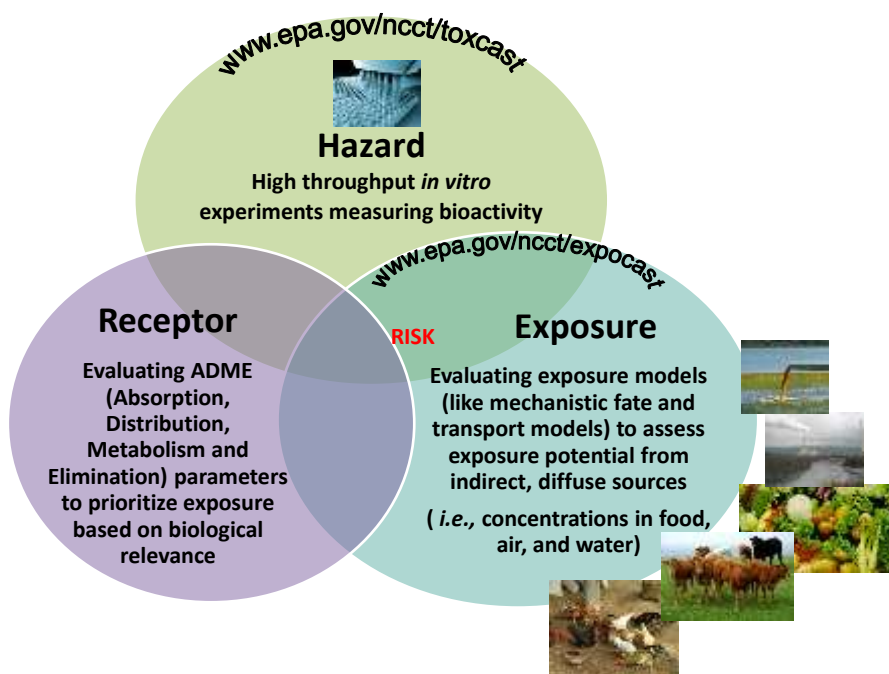 www.epa.gov/ncct/toxcast
Hazard
High throughput in vitro
experiments measuring bioactivity
www.epa.gov/ncct/expocast
Receptor
Evaluating ADME
(Absorption,
Distribution,
Metabolism and
Elimination) parameters
to prioritize exposure
based on biological
relevance
RISK
Exposure
Evaluating exposure models
(like mechanistic fate and
transport models) to assess
exposure potential from
indirect, diffuse sources
( i.e., concentrations in food,
air, and water)